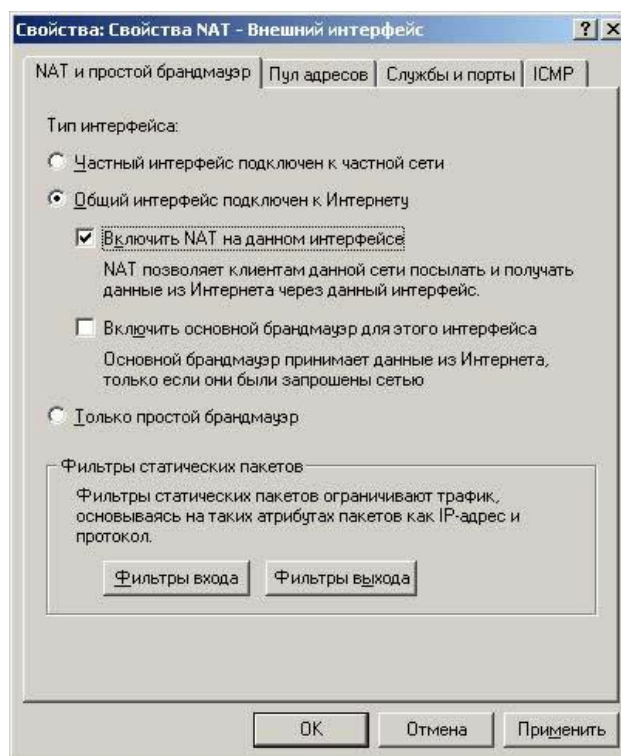 Свойства: Свойства NAT - Внешний интерфейс
NAT и простой брандмауэр
Пул адресов
Службы и порты
ICMP
Тип интерфейса:
Частный интерфейс подключен к частной сети
Общий интерфейс подключен к Интернету
Включить NAT на данном интерфейсе
NAT позволяет клиентам данной сети посылать и получать
данные из Интернета через данный интерфейс.
Включить основной брандмауэр для этого интерфейса
Основной брандмауэр принимает данные из Интернета,
только если они были запрошены сетью
Только простой брандмауэр
Фильтры статических пакетов
Фильтры статических пакетов ограничивают трафик,
основываясь на таких атрибутах пакетов как IP-адрес и
протокол.
Фильтры входа
Фильтры выхода
OK
Отмена
Применить